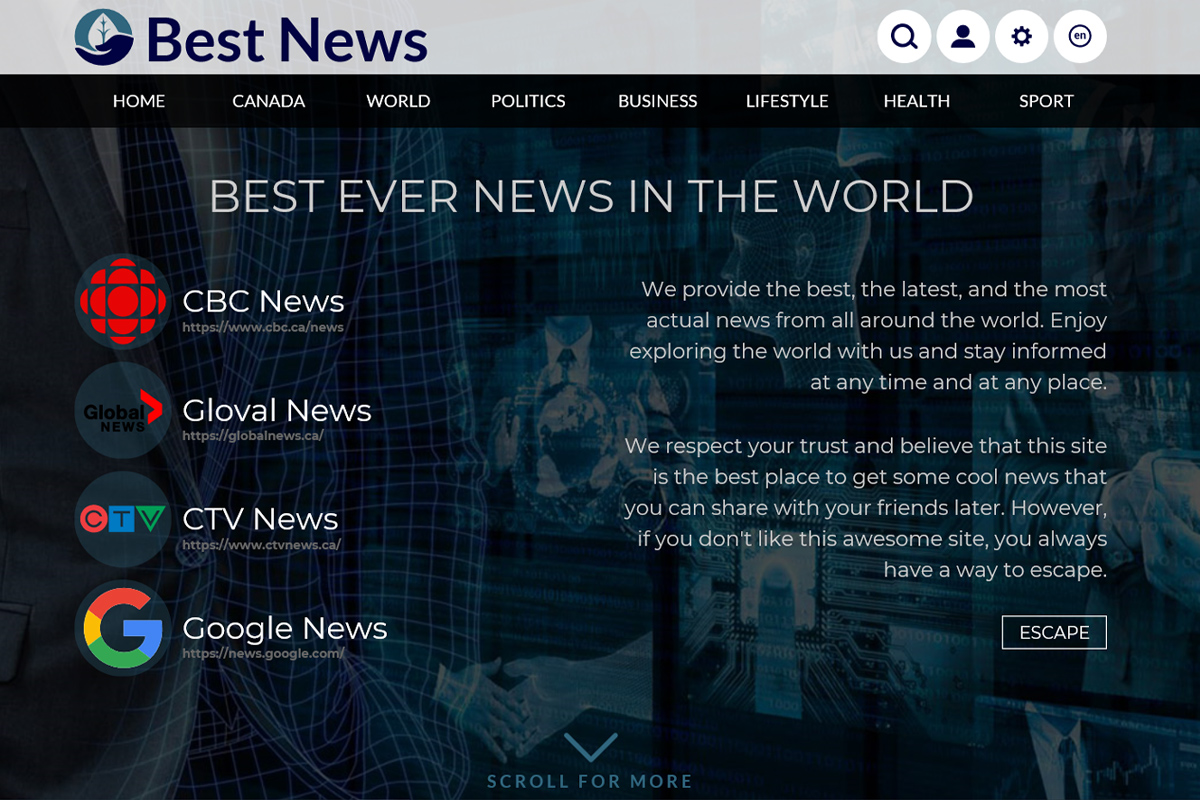 Best News
en
HOME CANADA WORLD POLITICS BUSINESS LIFESTYLE HEALTH SPORT
BEST EVER NEWS IN THE WORLD
CBC News
https://www.cbc.ca/news
Global
NEWS
Gloval News
https://globalnews.ca/
CTV
CTV News
https://www.ctvnews.ca/
G
Google News
https://news.google.com/
We provide the best, the latest, and the most
actual news from all around the world. Enjoy
exploring the world with us and stay informed
at any time and at any place.
We respect your trust and believe that this site
is the best place to get some cool news that
you can share with your friends later. However,
if you don't like this awesome site, you always
have a way to escape.
ESCAPE
SCROLL FOR MORE